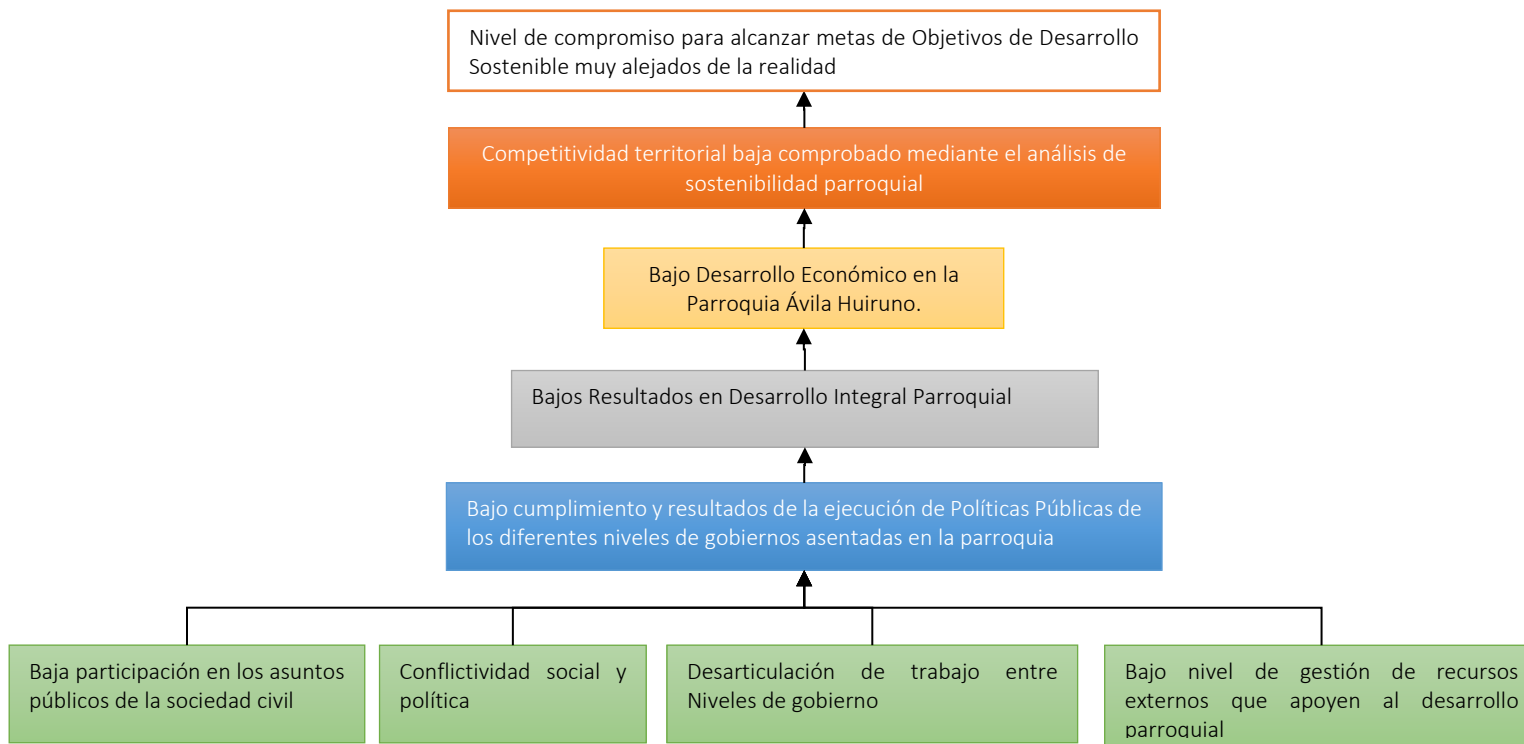 Nivel de compromiso para alcanzar metas de Objetivos de Desarrollo
Sostenible muy alejados de la realidad
Competitividad territorial baja comprobado mediante el análisis de
sostenibilidad parroquial
Bajo Desarrollo Económico en la
Parroquia Ávila Huiruno.
Bajos Resultados en Desarrollo Integral Parroquial
Bajo cumplimiento y resultados de la ejecución de Políticas Públicas de
los diferentes niveles de gobiernos asentadas en la parroquia
Baja participación en los asuntos
públicos de la sociedad civil
Conflictividad social y
política
Desarticulación de trabajo entre
Niveles de gobierno
Bajo nivel de gestión de recursos
externos que apoyen al desarrollo
parroquial